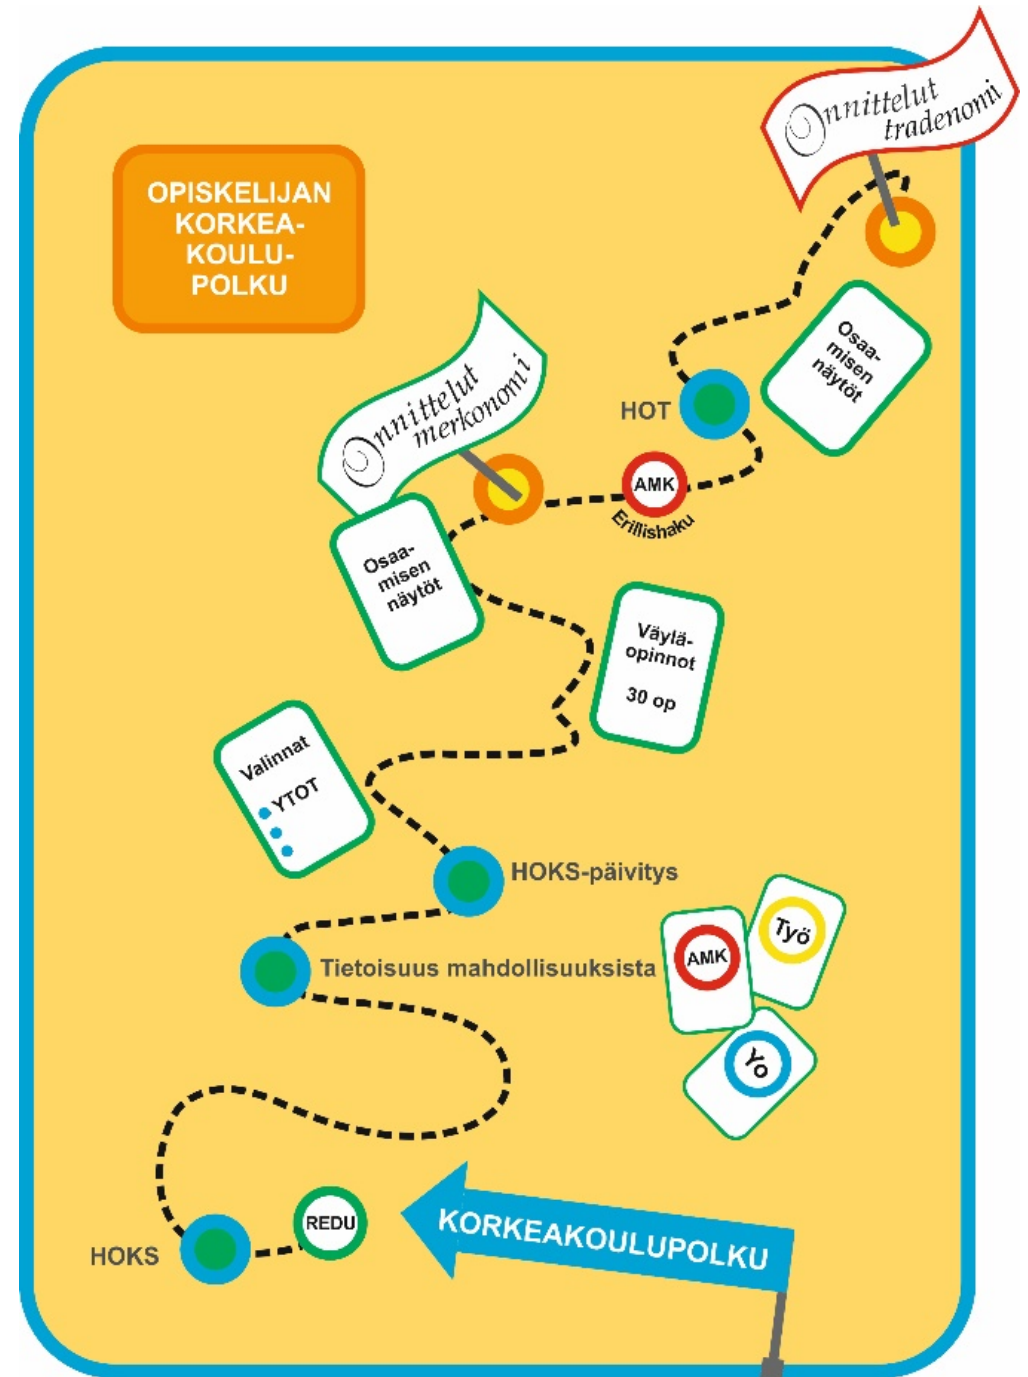 Onnittelut
tradenomi
OPISKELIJAN
KORKEA-
KOULU-
POLKU
Osaa-
misen
näytöt
Onnittelut
merkonomi
HOT
AMK
Erillishaku
Osaa-
misen
näytöt
Väylä-
opinnot
30 op
Valinnat
YTOT
HOKS-päivitys
Työ
AMK
Tietoisuus mahdollisuuksista
Yo
REDU
KORKEAKOULUPOLKU
HOKS